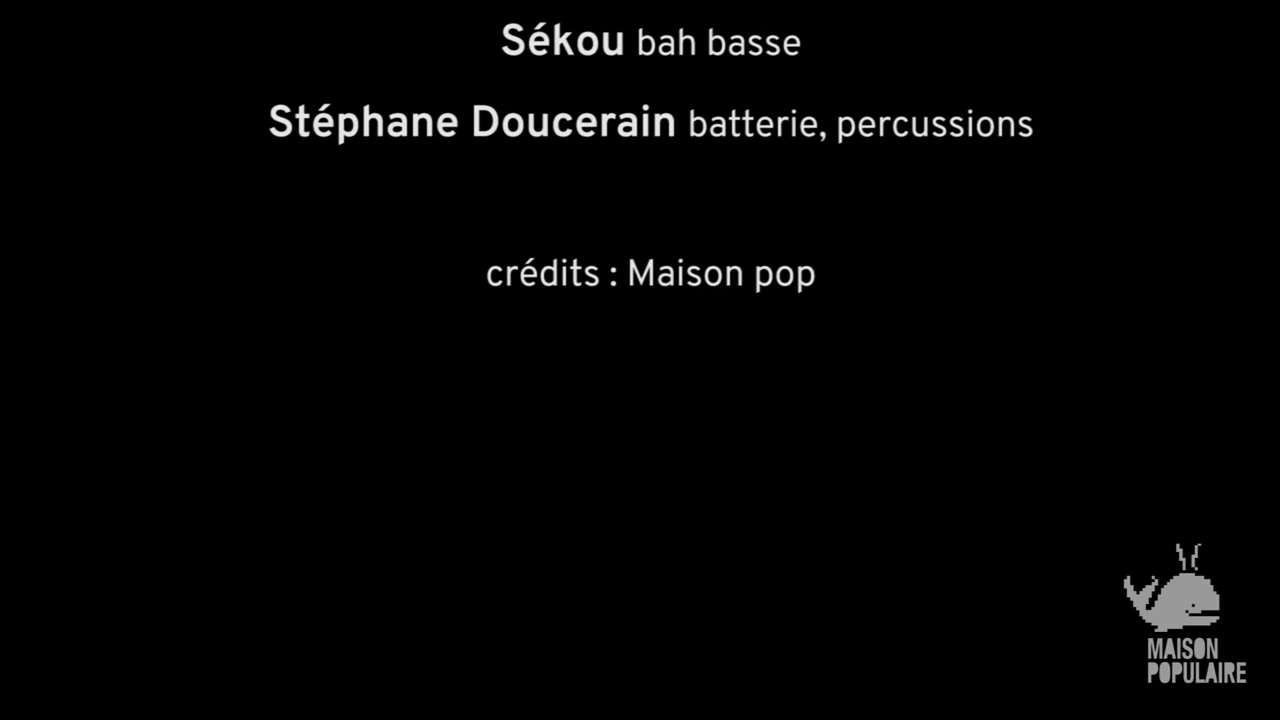 Sékou bah basse
Stéphane Doucerain batterie, percussions
crédits : Maison pop
MAISON
POPULAIRE